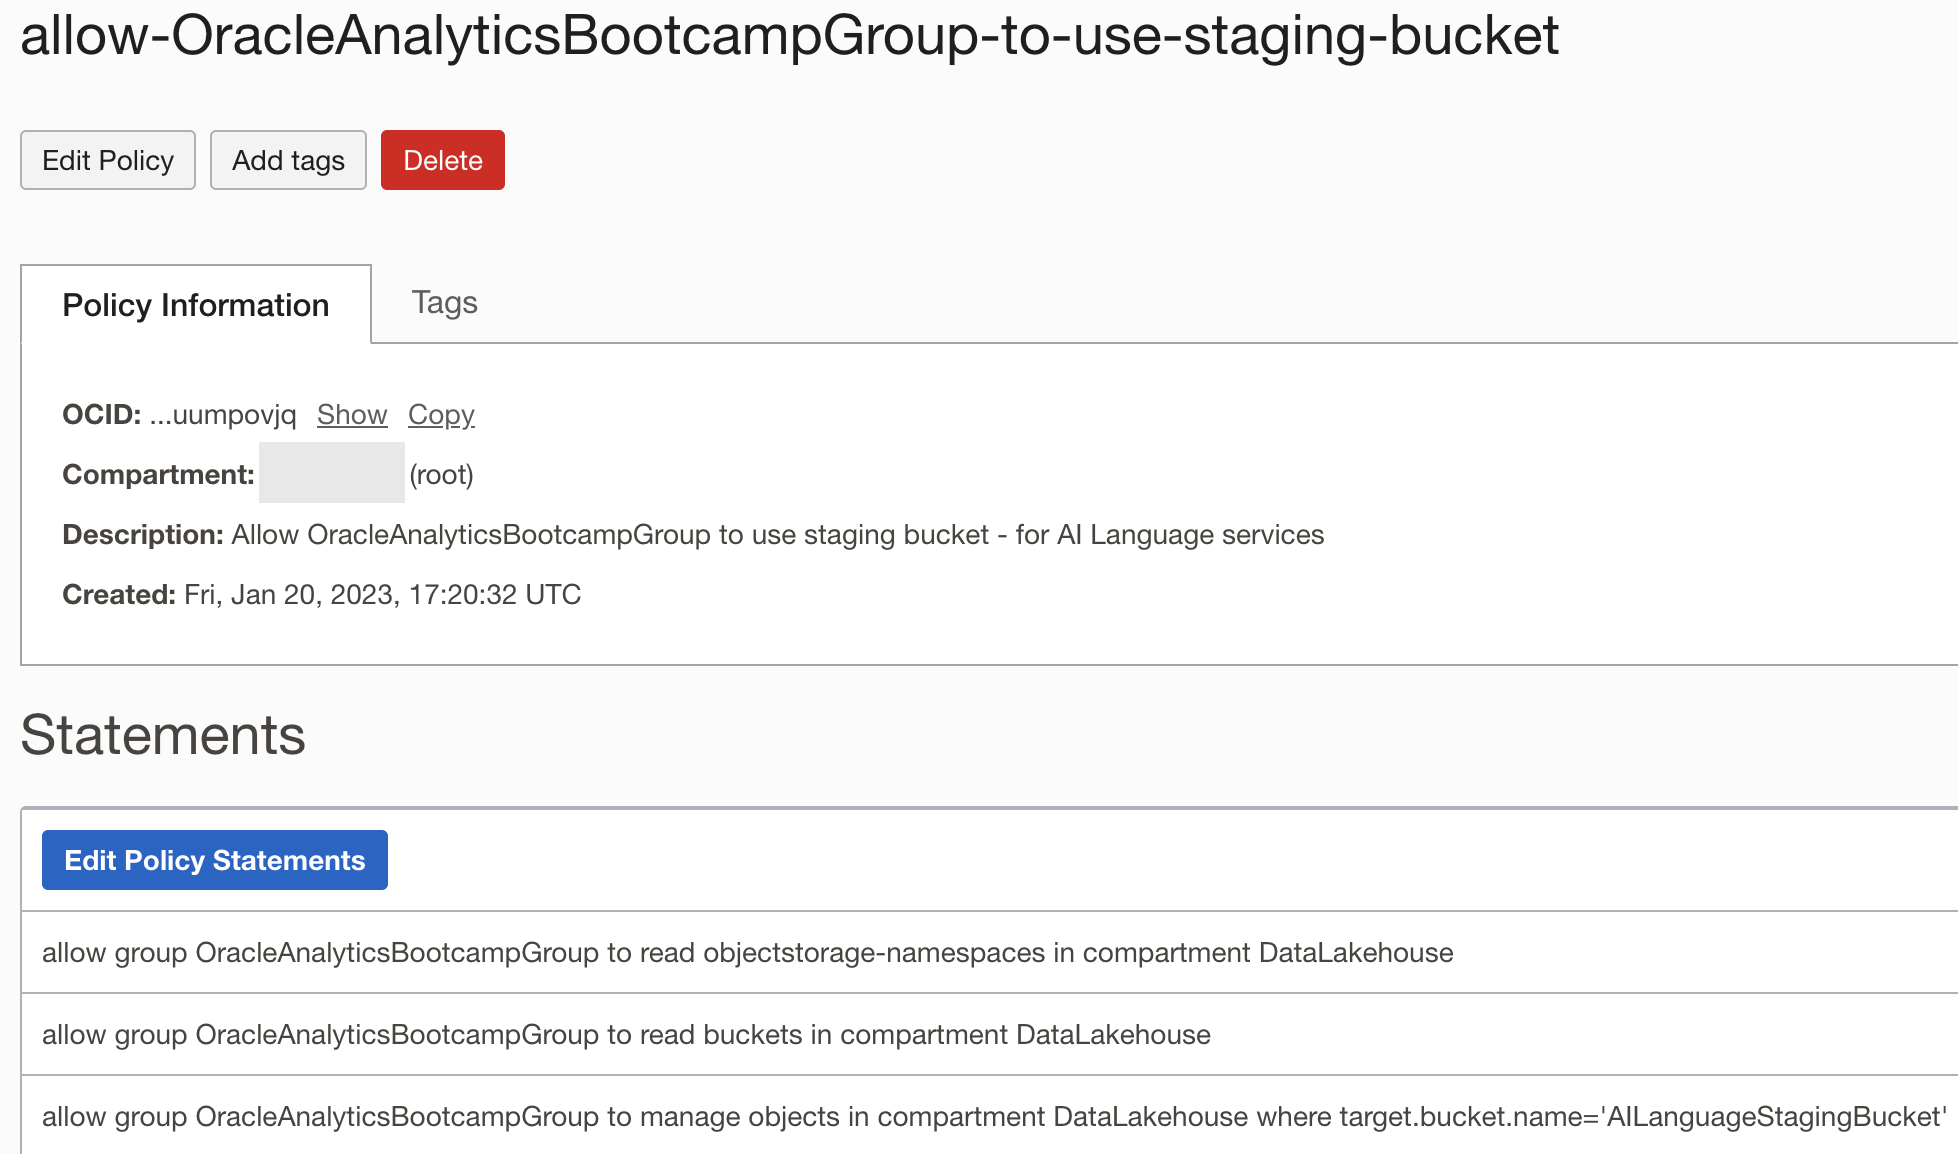 allow-OracleAnalyticsBootcampGroup-to-use-staging-bucket
Edit Policy Add tags Delete
Policy Information Tags
OCID: ...uumpovjq Show Copy
Compartment: (root)
Description: Allow OracleAnalyticsBootcampGroup to use staging bucket - for AI Language services
Created: Fri, Jan 20, 2023, 17:20:32 UTC
Statements
Edit Policy Statements
allow group OracleAnalyticsBootcampGroup to read objectstorage-namespaces in compartment DataLakehouse
allow group OracleAnalyticsBootcampGroup to read buckets in compartment DataLakehouse
allow group OracleAnalyticsBootcampGroup to manage objects in compartment DataLakehouse where target.bucket.name='AILanguageStagingBucket'